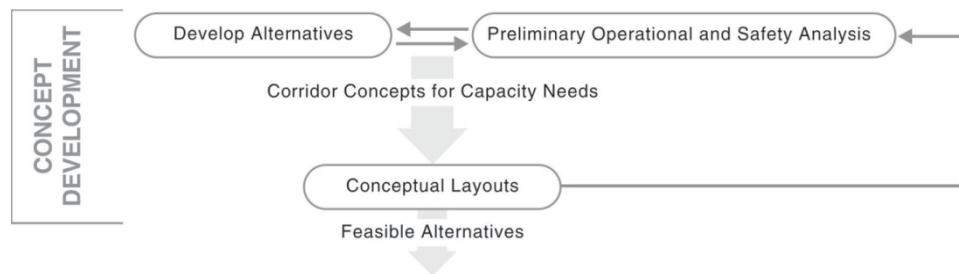 CONCEPT
DEVELOPMENT
Develop Alternatives
Preliminary Operational and Safety Analysis
Corridor Concepts for Capacity Needs
Conceptual Layouts
Feasible Alternatives